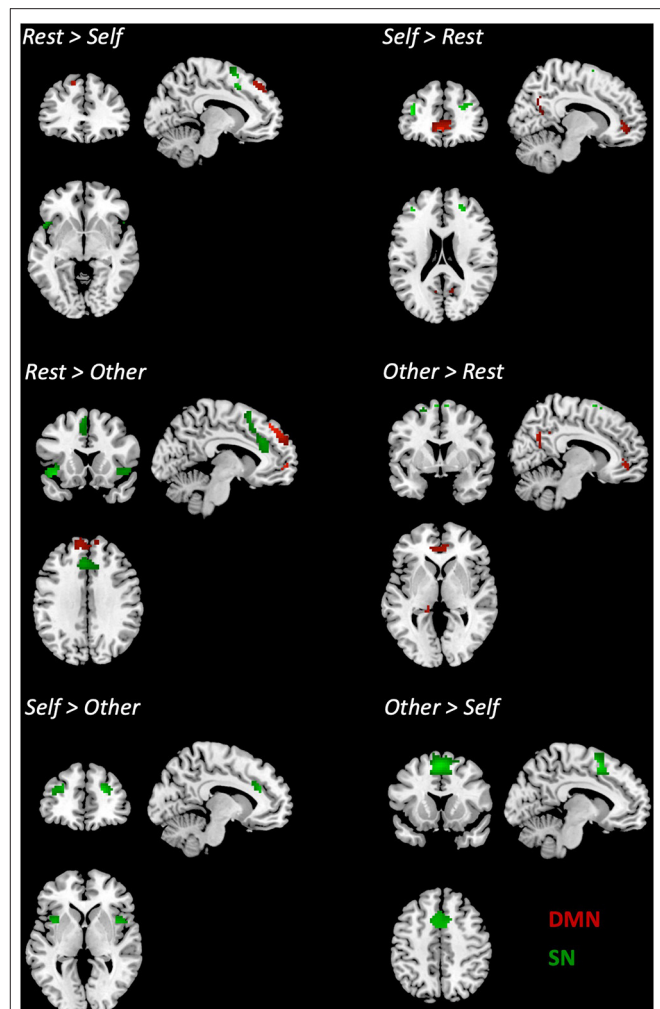 Rest > Self
Self > Rest
Rest > Other
Other > Rest
Self > Other
Other > Self
DMN
SN